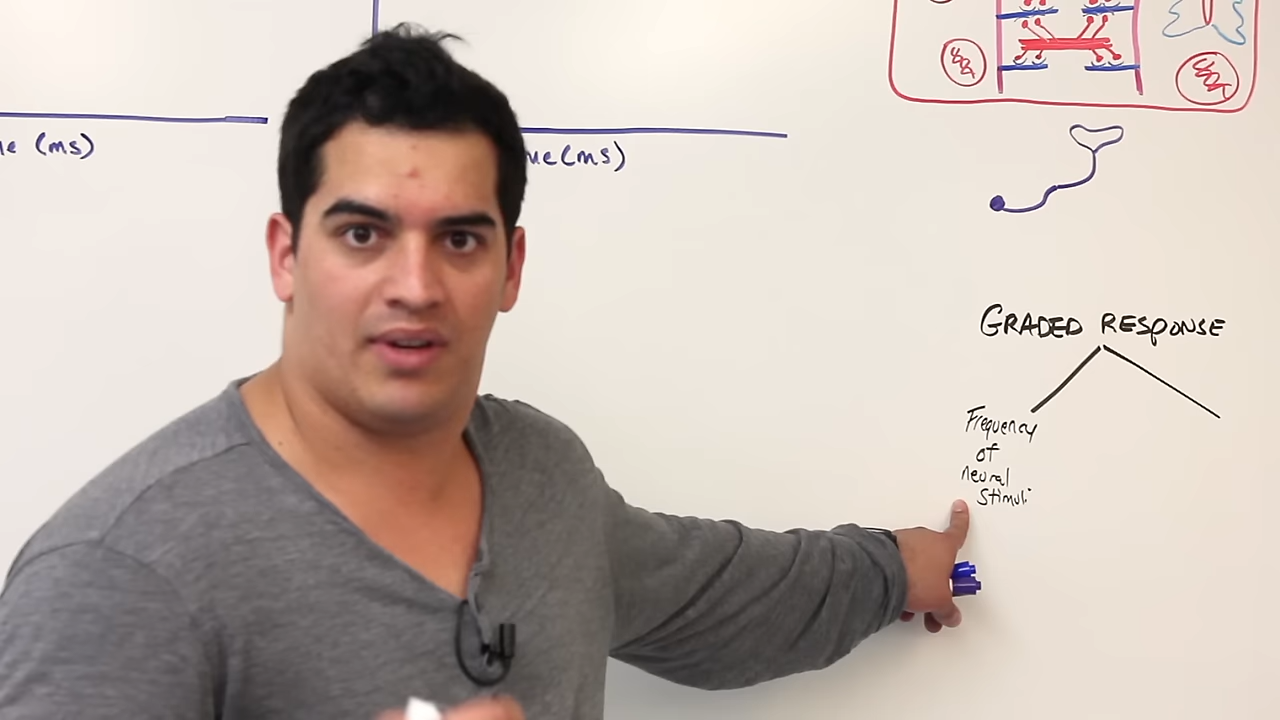 (ms)
(ms)
GRADED RESPONSE
Frequency
of
neural
Stimuli